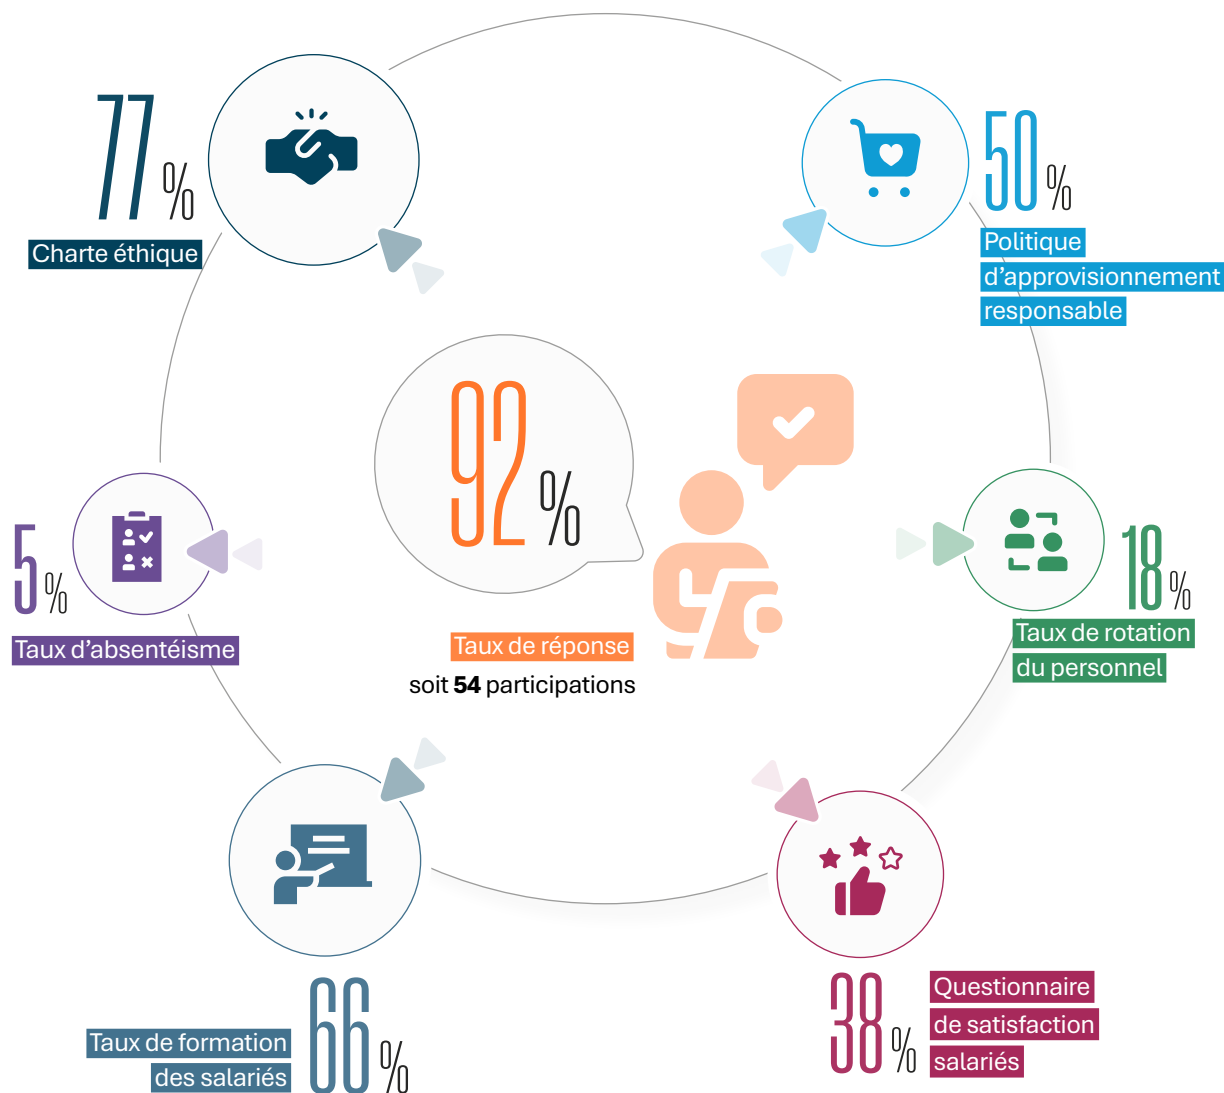 77 %
Charte éthique
50 %
Politique
d’approvisionnement
responsable
92 %
Taux de réponse
soit 54 participations
5 %
Taux d’absentéisme
18 %
Taux de rotation
du personnel
66 %
Taux de formation
des salariés
38 %
Questionnaire
de satisfaction
salariés